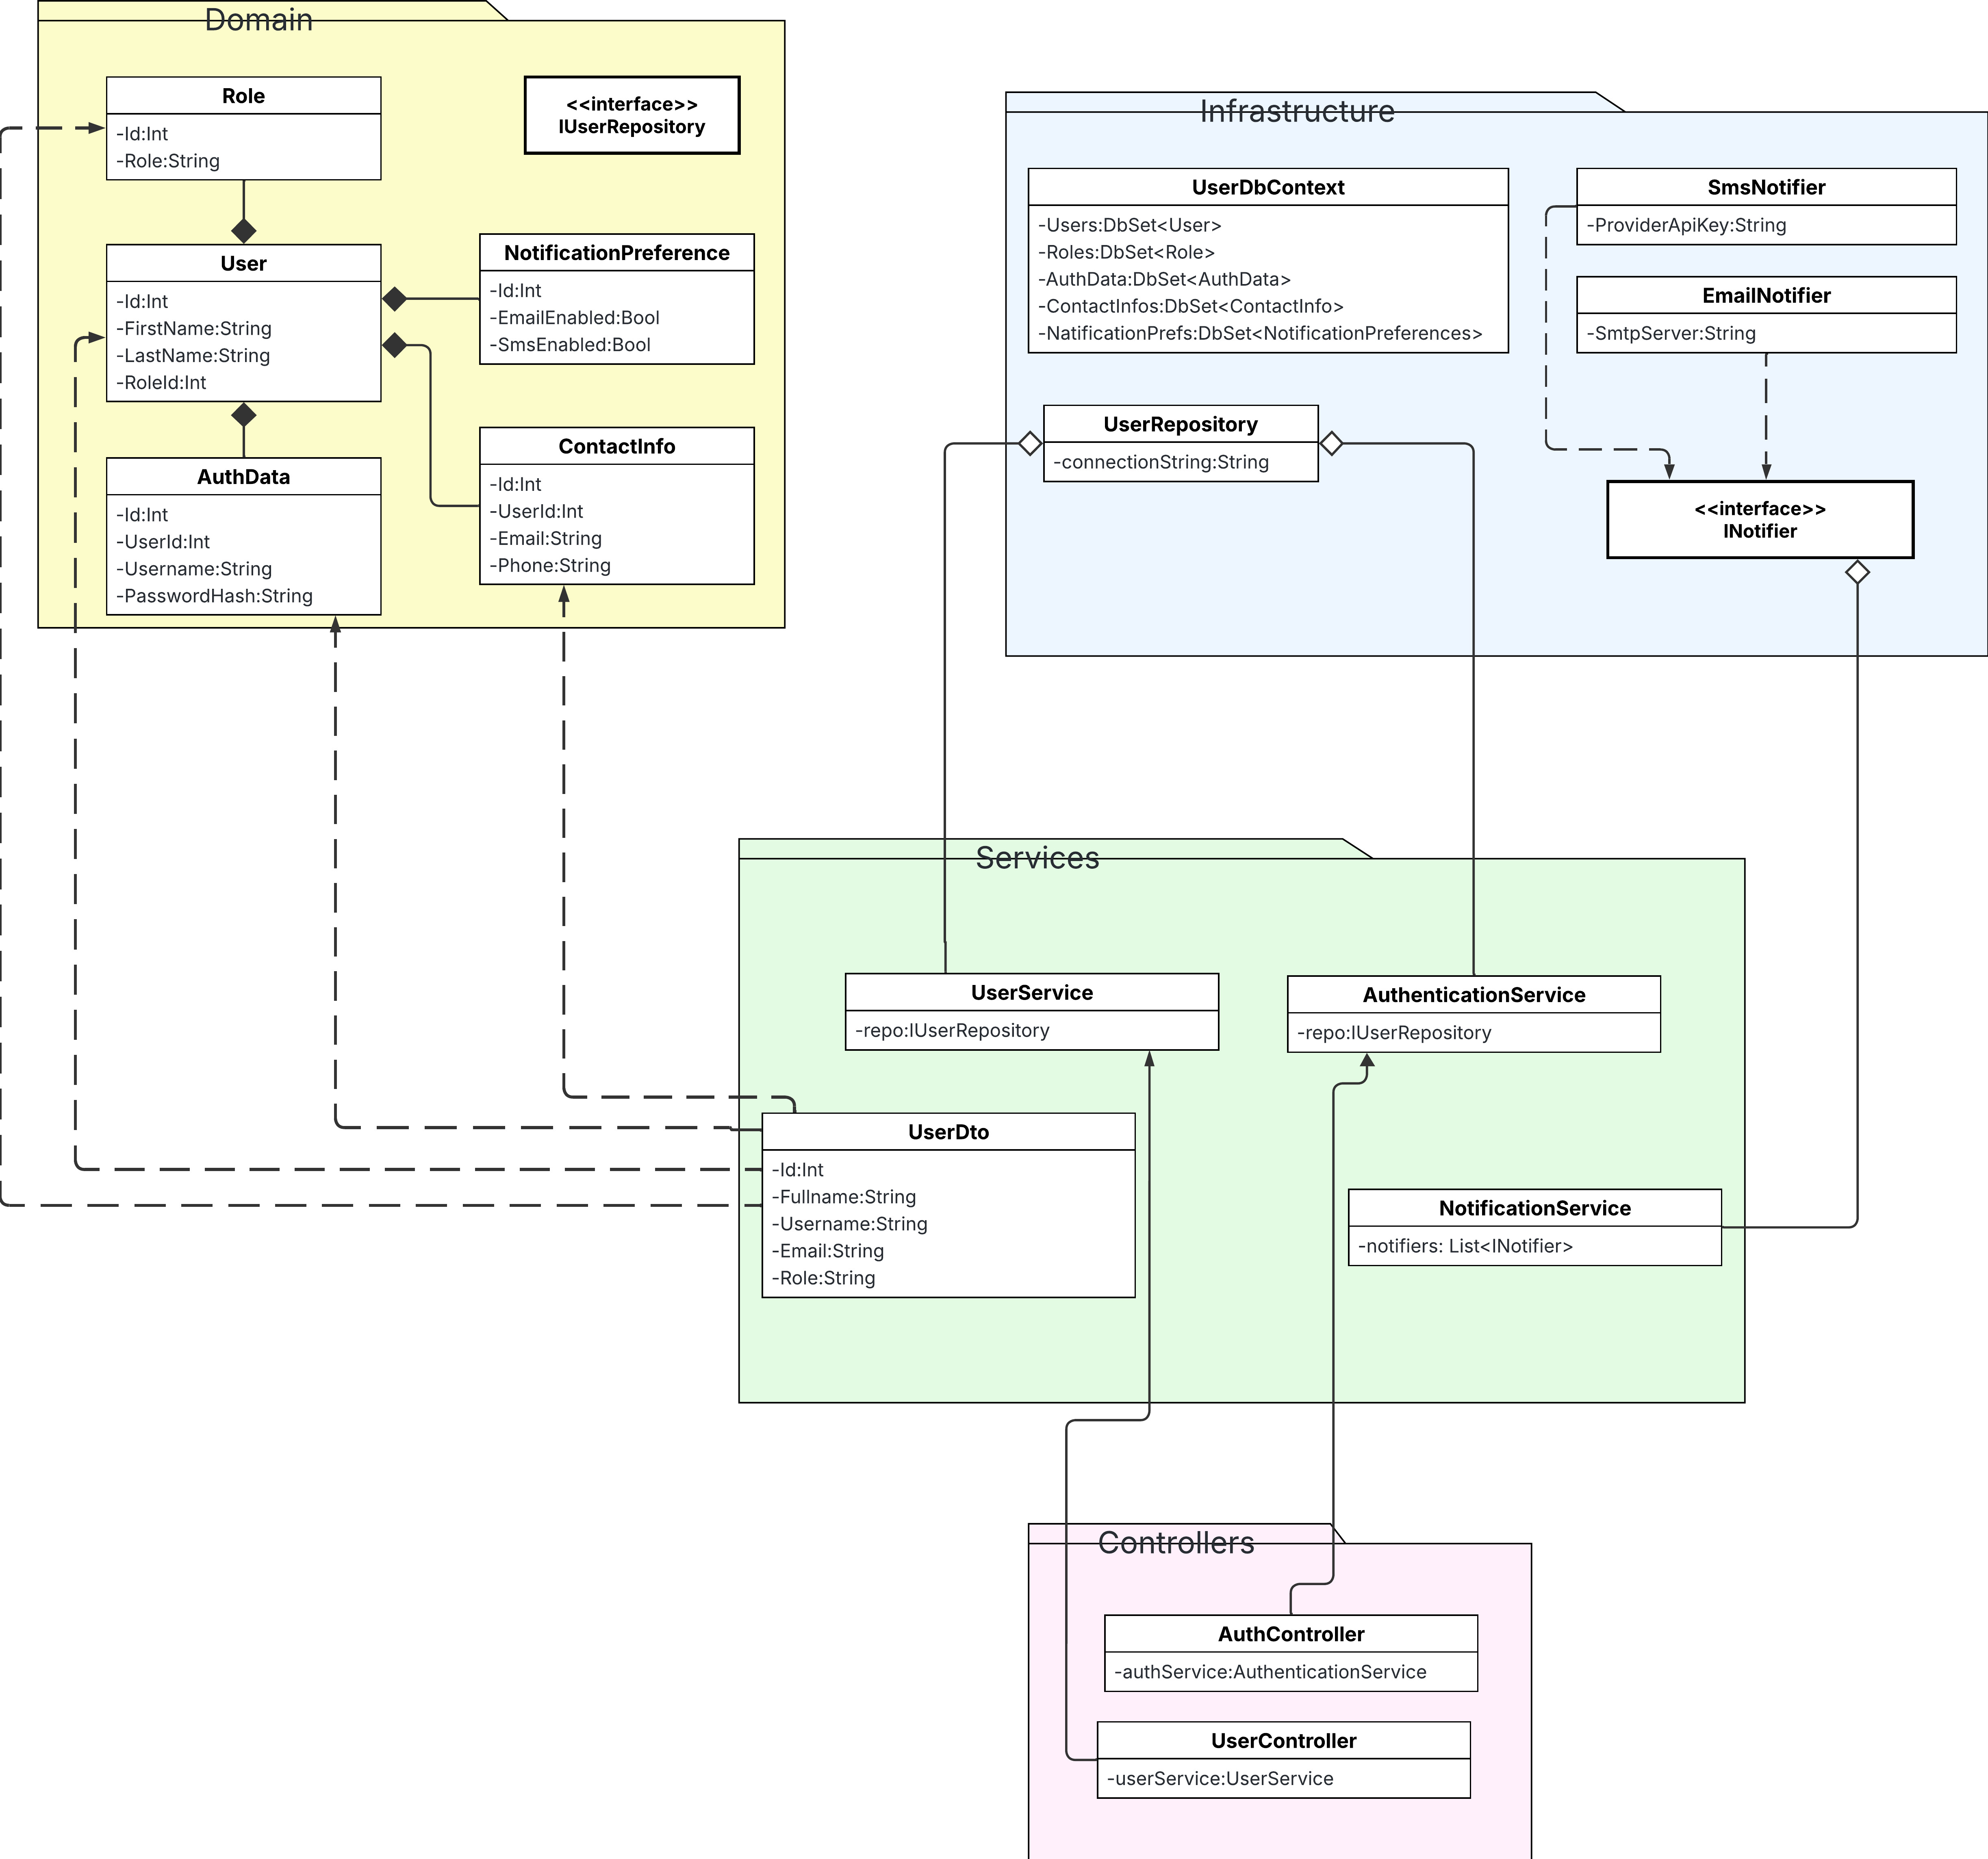 Domain
Role
-Id:Int
-Role:String
<<interface>>
IUserRepository
User
-Id:Int
-FirstName:String
-LastName:String
-RoleId:Int
NotificationPreference
-Id:Int
-EmailEnabled:Bool
-SmsEnabled:Bool
AuthData
-Id:Int
-UserId:Int
-Username:String
-PasswordHash:String
ContactInfo
-Id:Int
-UserId:Int
-Email:String
-Phone:String
Infrastructure
UserDbContext
-Users:DbSet<User>
-Roles:DbSet<Role>
-AuthData:DbSet<AuthData>
-ContactInfos:DbSet<ContactInfo>
-NatificationPrefs:DbSet<NotificationPreferences>
SmsNotifier
-ProviderApiKey:String
EmailNotifier
-SmtpServer:String
UserRepository
-connectionString:String
<<interface>>
INotifier
Services
UserService
-repo:IUserRepository
AuthenticationService
-repo:IUserRepository
UserDto
-Id:Int
-Fullname:String
-Username:String
-Email:String
-Role:String
NotificationService
-notifiers: List<INotifier>
Controllers
AuthController
-authService:AuthenticationService
UserController
-userService:UserService